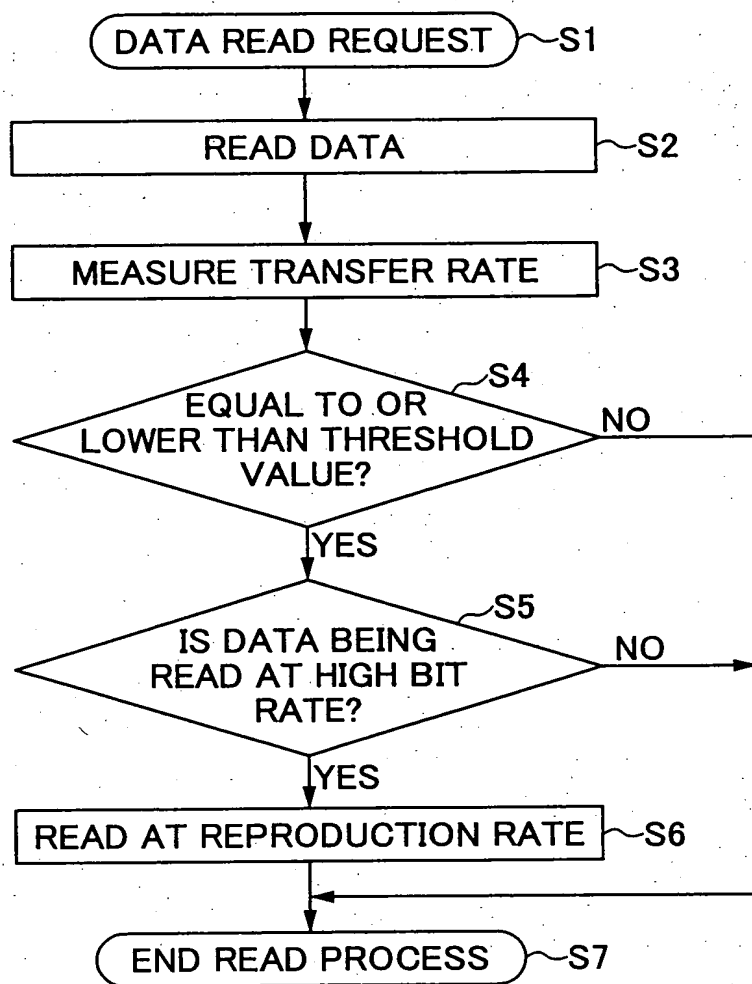 DATA READ REQUEST S1
READ DATA S2
MEASURE TRANSFER RATE S3
S4
EQUAL TO OR
LOWER THAN THRESHOLD
VALUE?
NO
YES
S5
IS DATA BEING
READ AT HIGH BIT
RATE?
NO
YES
READ AT REPRODUCTION RATE S6
END READ PROCESS S7